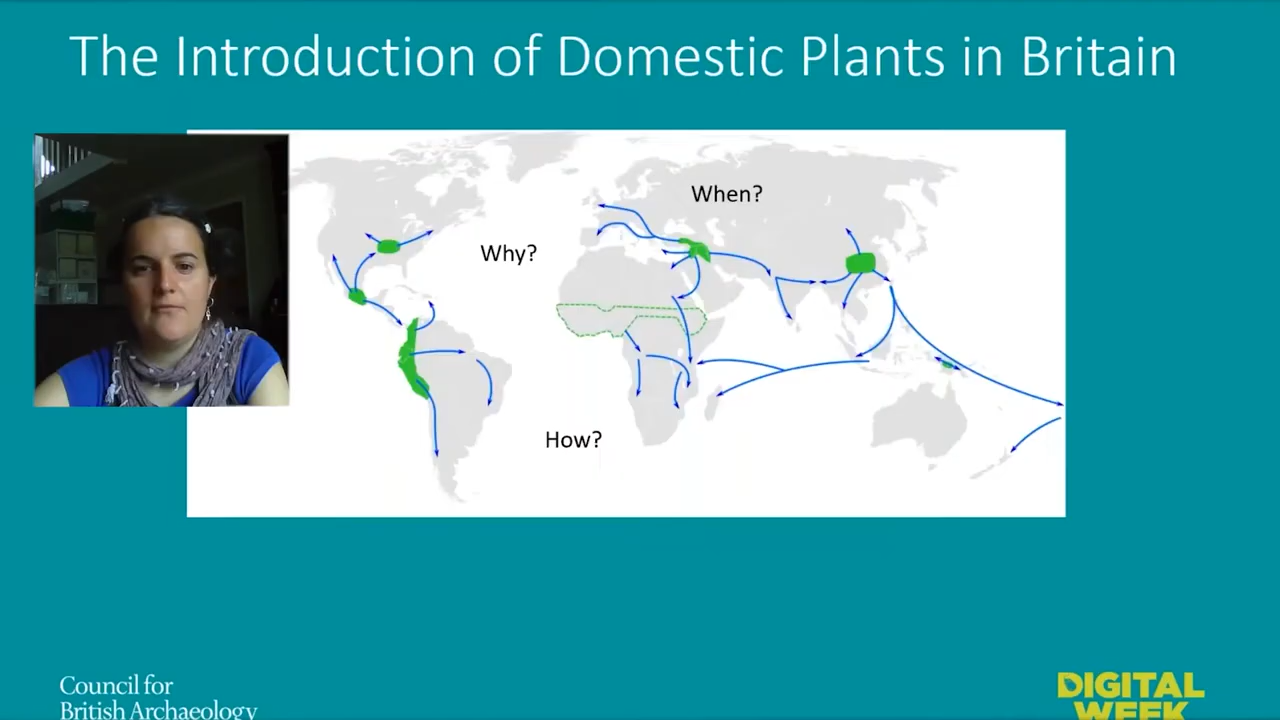 The Introduction of Domestic Plants in Britain
When?
Why?
How?
Council for
British Archaeology
DIGITAL
WEEK